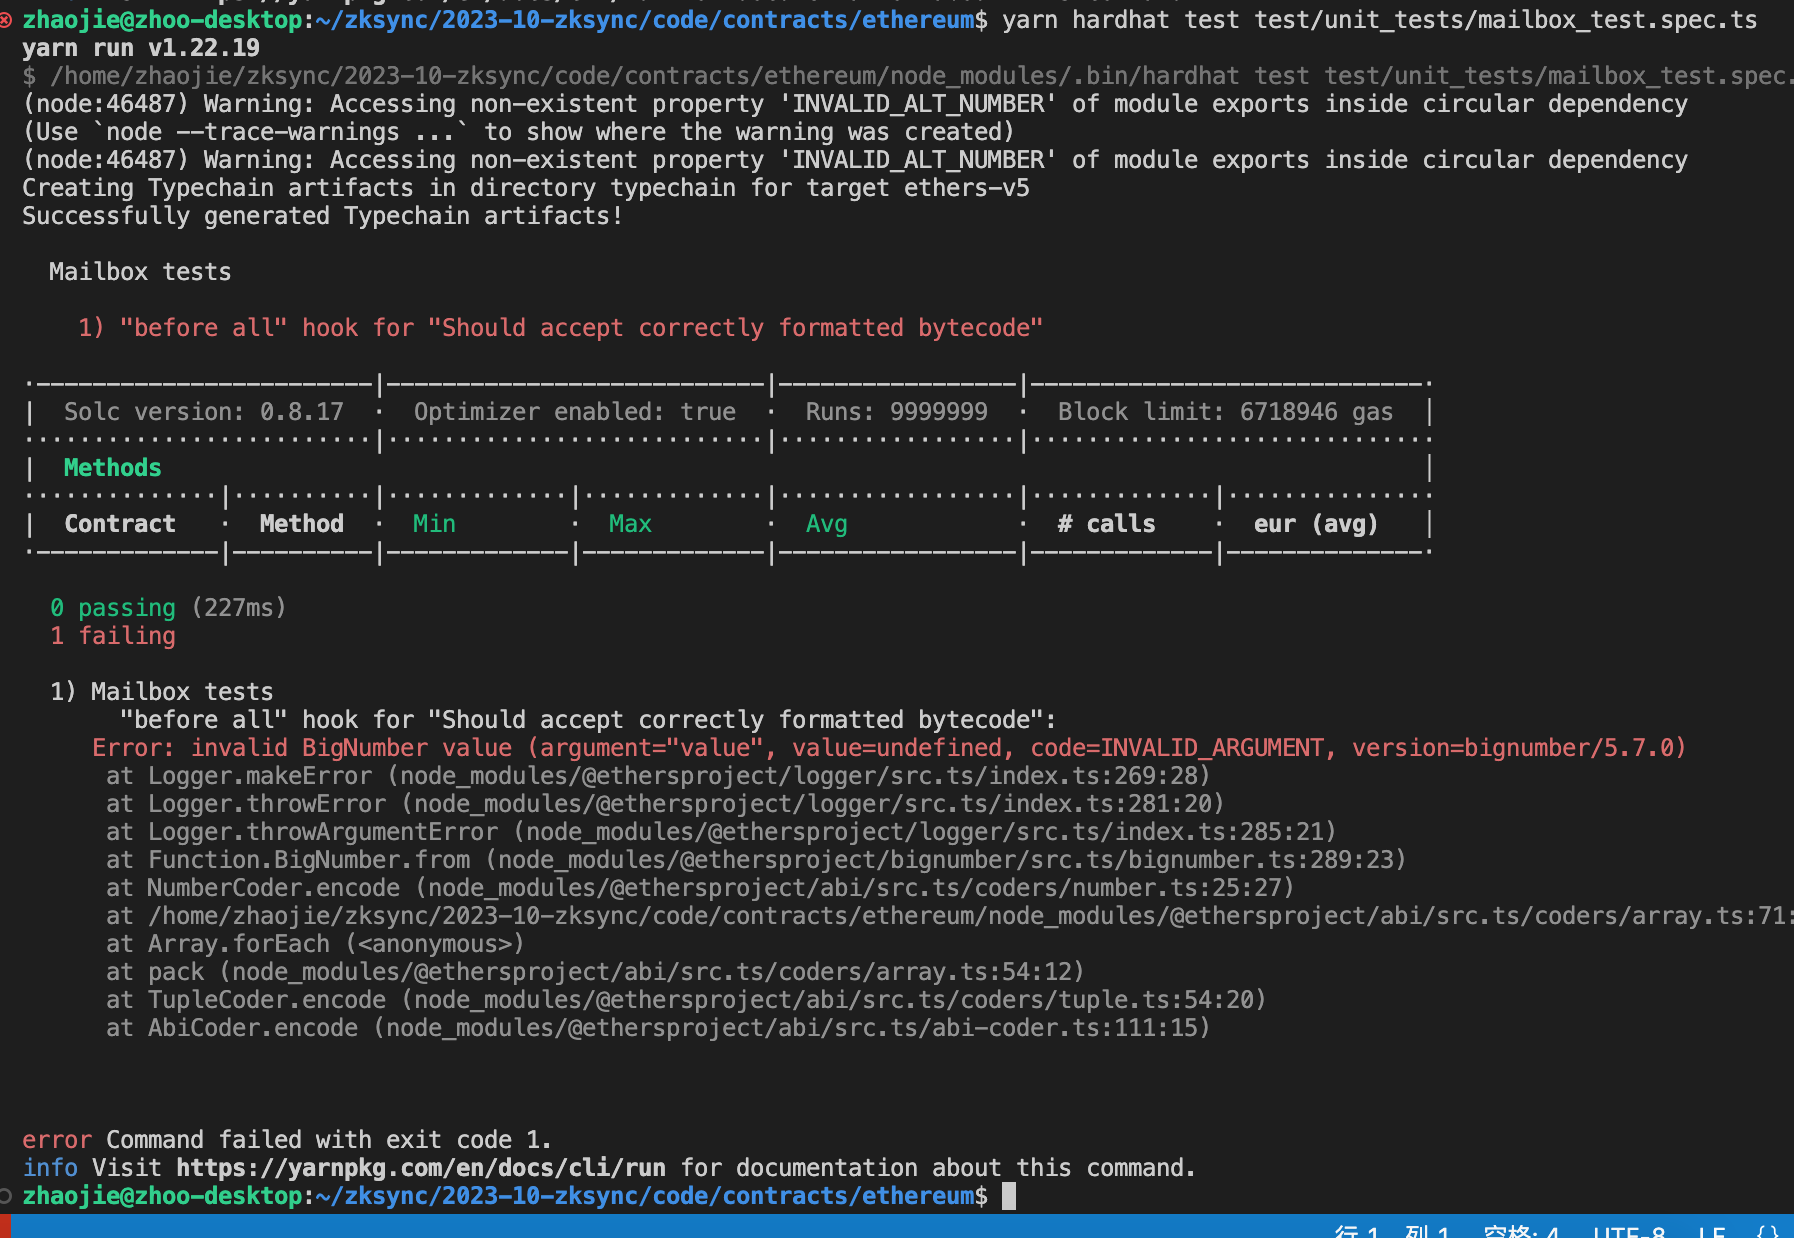 zhaojie@zhoo-desktop:~/zksync/2023-10-zksync/code/contracts/ethereum$ yarn hardhat test test/unit_tests/mailbox_test.spec.ts
yarn run v1.22.19
$ /home/zhaojie/zksync/2023-10-zksync/code/contracts/ethereum/node_modules/.bin/hardhat test test/unit_tests/mailbox_test.spec.
(node:46487) Warning: Accessing non-existent property 'INVALID_ALT_NUMBER' of module exports inside circular dependency
(Use `node --trace-warnings ...` to show where the warning was created)
(node:46487) Warning: Accessing non-existent property 'INVALID_ALT_NUMBER' of module exports inside circular dependency
Creating Typechain artifacts in directory typechain for target ethers-v5
Successfully generated Typechain artifacts!
Mailbox tests
1) "before all" hook for "Should accept correctly formatted bytecode"
| Solc version: 0.8.17 · Optimizer enabled: true · Runs: 9999999 · Block limit: 6718946 gas |
| Methods |
| Contract · Method · Min · Max · Avg · # calls · eur (avg) |
0 passing (227ms)
1 failing
1) Mailbox tests
"before all" hook for "Should accept correctly formatted bytecode":
Error: invalid BigNumber value (argument="value", value=undefined, code=INVALID_ARGUMENT, version=bignumber/5.7.0)
at Logger.makeError (node_modules/@ethersproject/logger/src.ts/index.ts:269:28)
at Logger.throwError (node_modules/@ethersproject/logger/src.ts/index.ts:281:20)
at Logger.throwArgumentError (node_modules/@ethersproject/logger/src.ts/index.ts:285:21)
at Function.BigNumber.from (node_modules/@ethersproject/bignumber/src.ts/bignumber.ts:289:23)
at NumberCoder.encode (node_modules/@ethersproject/abi/src.ts/coders/number.ts:25:27)
at /home/zhaojie/zksync/2023-10-zksync/code/contracts/ethereum/node_modules/@ethersproject/abi/src.ts/coders/array.ts:71:
at Array.forEach (<anonymous>)
at pack (node_modules/@ethersproject/abi/src.ts/coders/array.ts:54:12)
at TupleCoder.encode (node_modules/@ethersproject/abi/src.ts/coders/tuple.ts:54:20)
at AbiCoder.encode (node_modules/@ethersproject/abi/src.ts/abi-coder.ts:111:15)
error Command failed with exit code 1.
info Visit https://yarnpkg.com/en/docs/cli/run for documentation about this command.
zhaojie@zhoo-desktop:~/zksync/2023-10-zksync/code/contracts/ethereum$
行 1, 列 1 空格: 4 UTF-8 LF {}